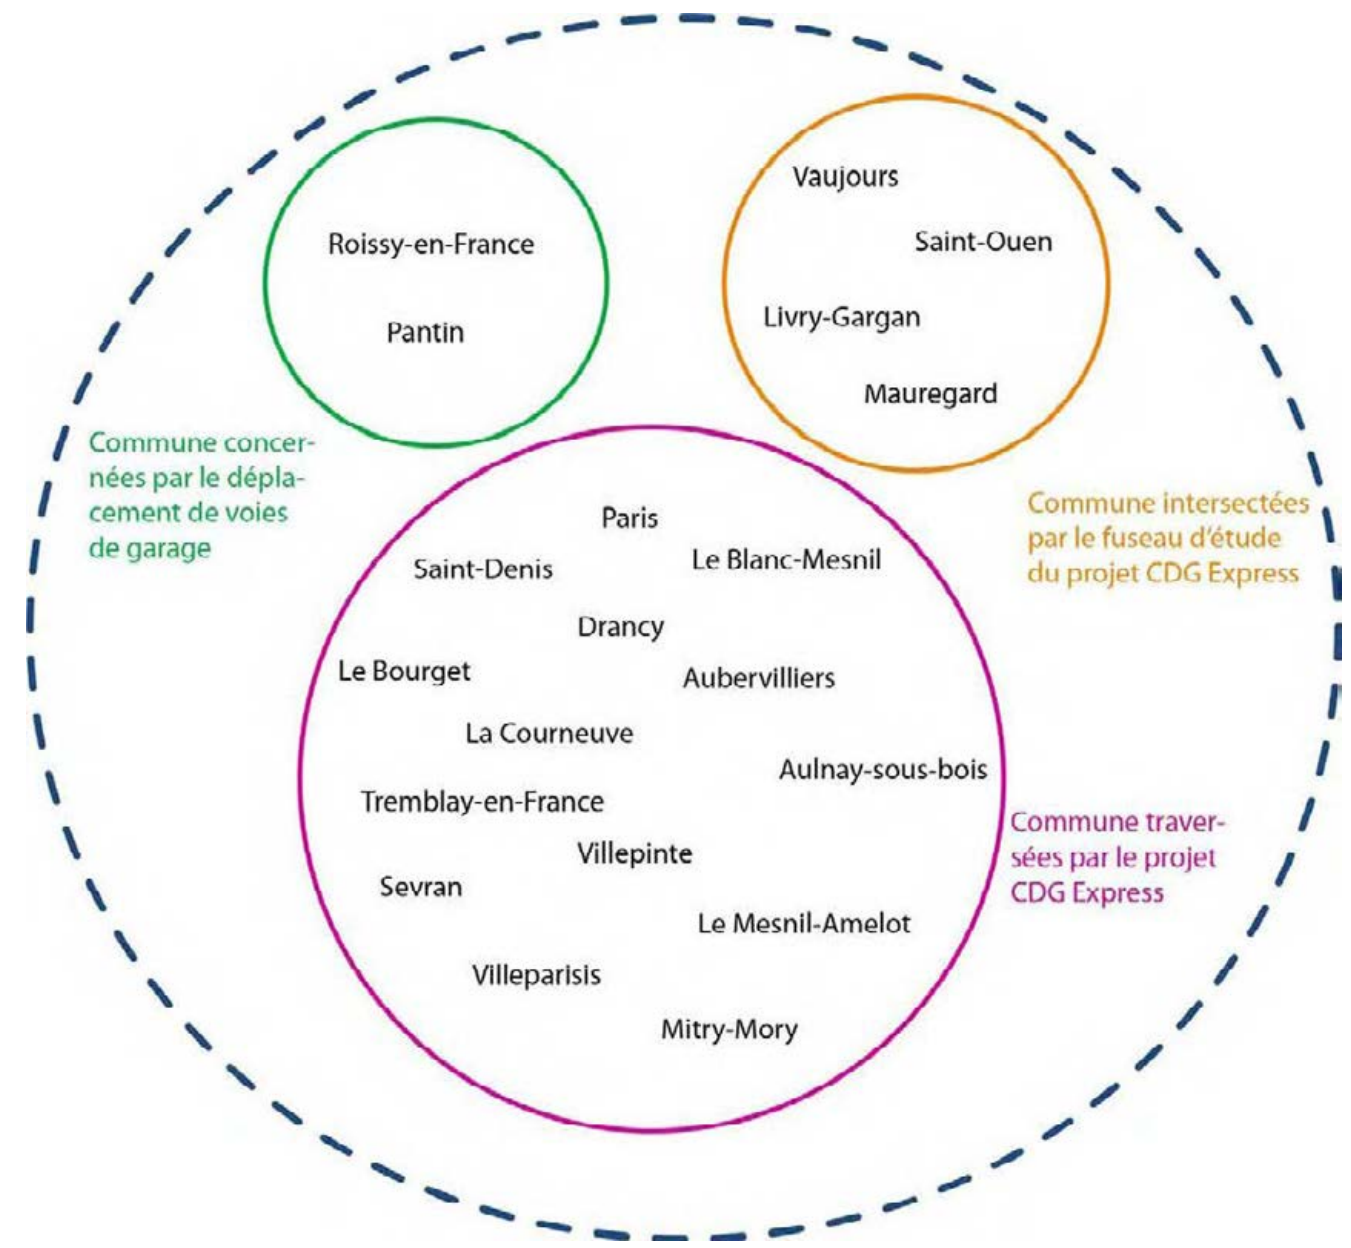 Vaujours
Saint-Ouen
Roissy-en-France
Livry-Gargan
Pantin
Mauregard
Commune concer-
nées par le dépla-
cement de voies
de garage
Commune intersectées
par le fuseau d'étude
du projet CDG Express
Paris
Le Blanc-Mesnil
Saint-Denis
Drancy
Le Bourget
Aubervilliers
La Courneuve
Aulnay-sous-bois
Tremblay-en-France
Villepinte
Sevran
Le Mesnil-Amelot
Villeparisis
Mitry-Mory
Commune traver-
sées par le projet
CDG Express